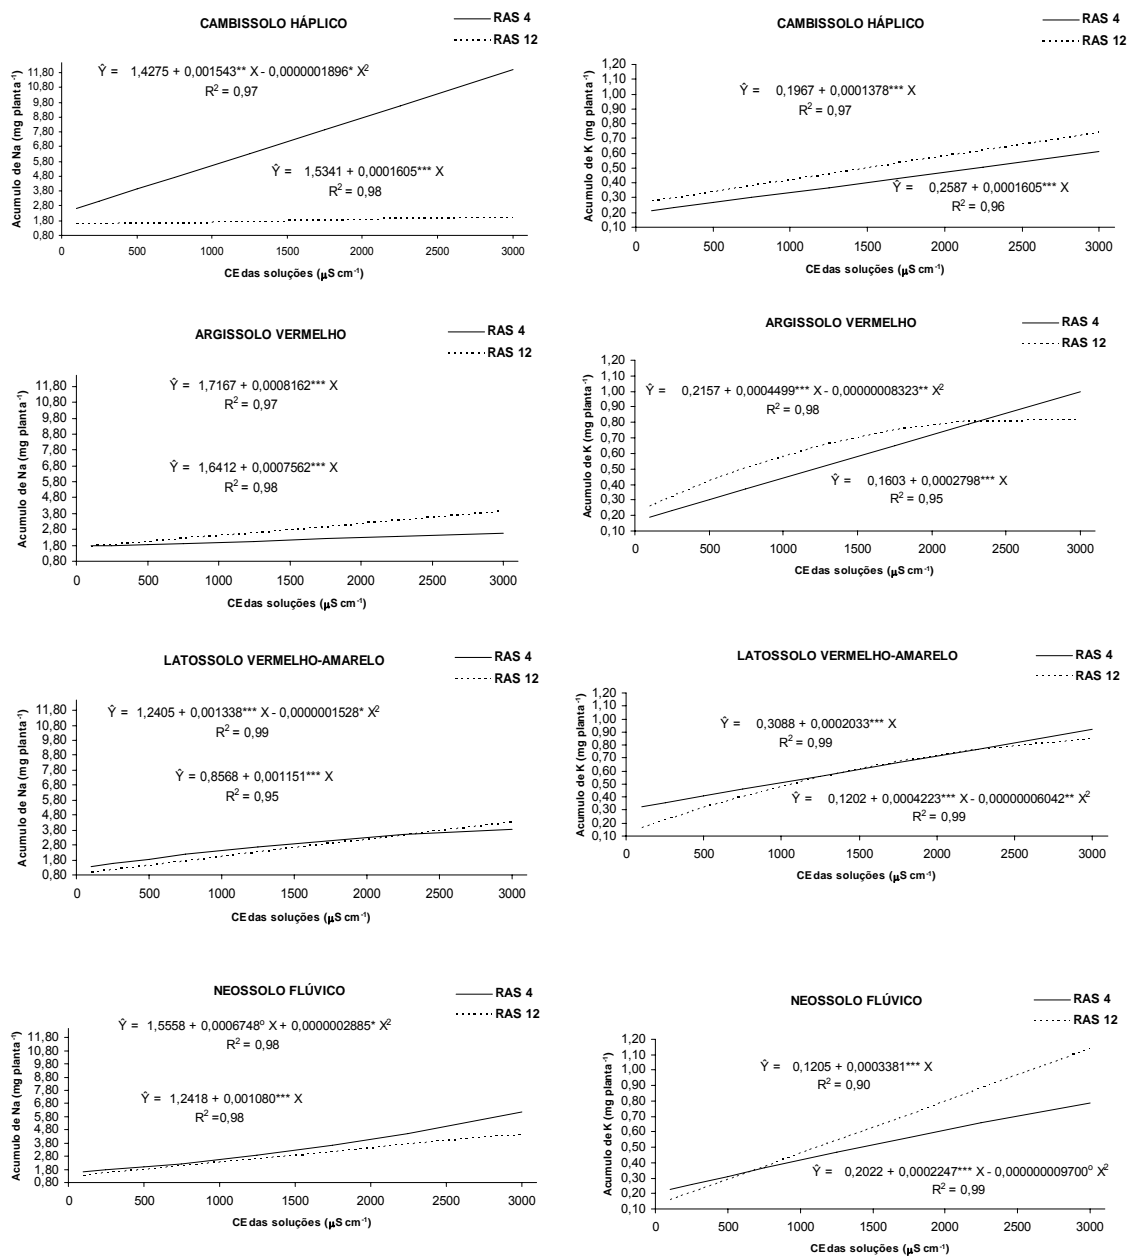 CAMBISSOLO HÁPLICO
RAS 4
RAS 12
Ŷ = 1,4275 + 0,001543** X - 0,0000001896* X²
R² = 0,97
Ŷ = 1,5341 + 0,0001605*** X
R² = 0,98
Acumulo de Na (mg planta⁻¹)
11,80
10,80
9,80
8,80
7,80
6,80
5,80
4,80
3,80
2,80
1,80
0,80
0 500 1000 1500 2000 2500 3000
CE das soluções (µS cm⁻¹)
CAMBISSOLO HÁPLICO
RAS 4
RAS 12
Ŷ = 0,1967 + 0,0001378*** X
R² = 0,97
Ŷ = 0,2587 + 0,0001605*** X
R² = 0,96
Acumulo de K (mg planta⁻¹)
1,20
1,10
1,00
0,90
0,80
0,70
0,60
0,50
0,40
0,30
0,20
0,10
0 500 1000 1500 2000 2500 3000
CE das soluções (µS cm⁻¹)
ARGISSOLO VERMELHO
RAS 4
RAS 12
Ŷ = 1,7167 + 0,0008162*** X
R² = 0,97
Ŷ = 1,6412 + 0,0007562*** X
R² = 0,98
Acumulo de Na (mg planta⁻¹)
11,80
10,80
9,80
8,80
7,80
6,80
5,80
4,80
3,80
2,80
1,80
0,80
0 500 1000 1500 2000 2500 3000
CE das soluções (µS cm⁻¹)
ARGISSOLO VERMELHO
RAS 4
RAS 12
Ŷ = 0,2157 + 0,0004499*** X - 0,00000008323** X²
R² = 0,98
Ŷ = 0,1603 + 0,0002798*** X
R² = 0,95
Acumulo de K (mg planta⁻¹)
1,20
1,10
1,00
0,90
0,80
0,70
0,60
0,50
0,40
0,30
0,20
0,10
0 500 1000 1500 2000 2500 3000
CE das soluções (µS cm⁻¹)
LATOSSOLO VERMELHO-AMARELO
RAS 4
RAS 12
Ŷ = 1,2405 + 0,001338*** X - 0,0000001528* X²
R² = 0,99
Ŷ = 0,8568 + 0,001151*** X
R² = 0,95
Acumulo de Na (mg planta⁻¹)
11,80
10,80
9,80
8,80
7,80
6,80
5,80
4,80
3,80
2,80
1,80
0,80
0 500 1000 1500 2000 2500 3000
CE das soluções (µS cm⁻¹)
LATOSSOLO VERMELHO-AMARELO
RAS 4
RAS 12
Ŷ = 0,3088 + 0,0002033*** X
R² = 0,99
Ŷ = 0,1202 + 0,0004223*** X - 0,00000006042** X²
R² = 0,99
Acumulo de K (mg planta⁻¹)
1,20
1,10
1,00
0,90
0,80
0,70
0,60
0,50
0,40
0,30
0,20
0,10
0 500 1000 1500 2000 2500 3000
CE das soluções (µS cm⁻¹)
NEOSSOLO FLÚVICO
RAS 4
RAS 12
Ŷ = 1,5558 + 0,0006748º X + 0,0000002885* X²
R² = 0,98
Ŷ = 1,2418 + 0,001080*** X
R² =0,98
Acumulo de Na (mg planta⁻¹)
11,80
10,80
9,80
8,80
7,80
6,80
5,80
4,80
3,80
2,80
1,80
0,80
0 500 1000 1500 2000 2500 3000
CE das soluções (µS cm⁻¹)
NEOSSOLO FLÚVICO
RAS 4
RAS 12
Ŷ = 0,1205 + 0,0003381*** X
R² = 0,90
Ŷ = 0,2022 + 0,0002247*** X - 0,000000009700º X²
R² = 0,99
Acumulo de K (mg planta⁻¹)
1,20
1,10
1,00
0,90
0,80
0,70
0,60
0,50
0,40
0,30
0,20
0,10
0 500 1000 1500 2000 2500 3000
CE das soluções (µS cm⁻¹)